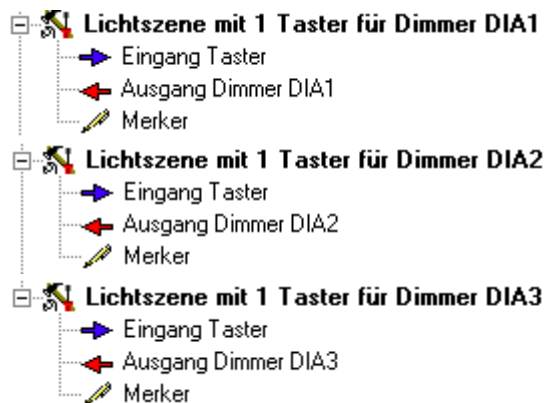 Lichtszene mit 1 Taster für Dimmer DIA1
Eingang Taster
Ausgang Dimmer DIA1
Merker
Lichtszene mit 1 Taster für Dimmer DIA2
Eingang Taster
Ausgang Dimmer DIA2
Merker
Lichtszene mit 1 Taster für Dimmer DIA3
Eingang Taster
Ausgang Dimmer DIA3
Merker